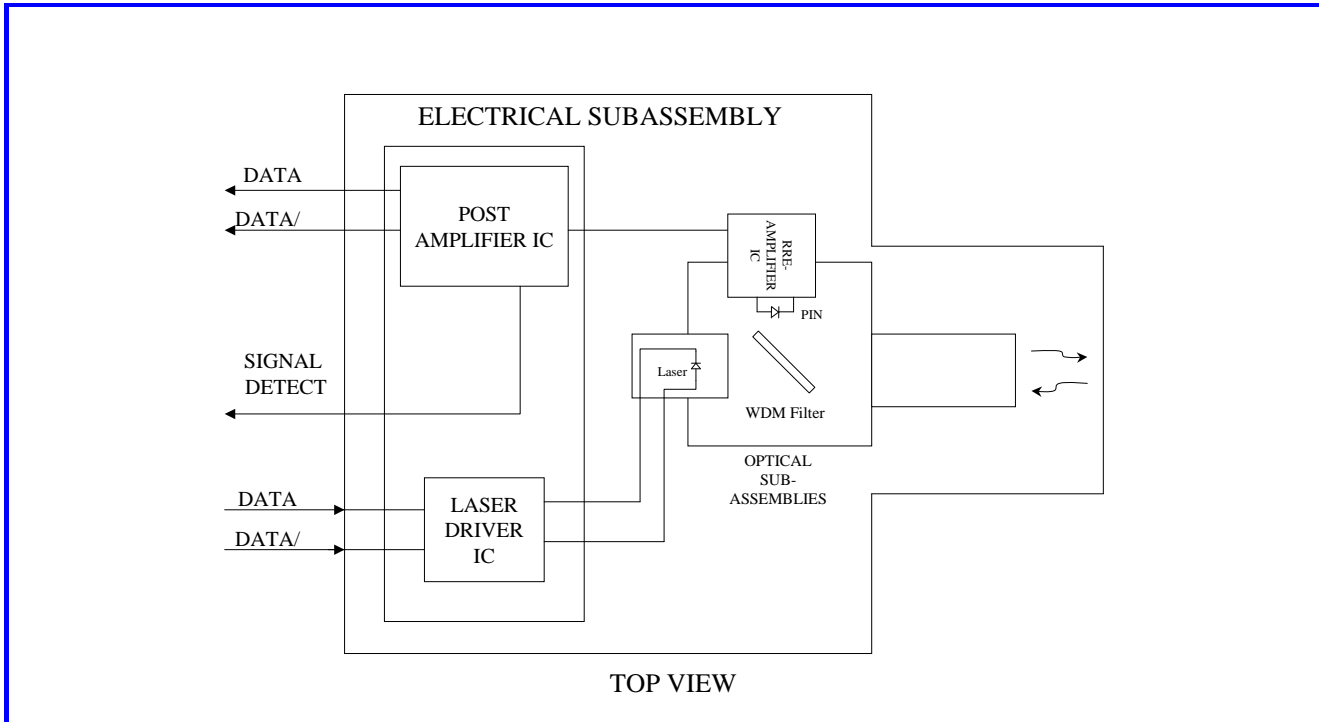 ELECTRICAL SUBASSEMBLY
DATA
DATA/
POST
AMPLIFIER IC
RRE-
AMPLIFIER
IC
PIN
SIGNAL
DETECT
Laser
WDM Filter
OPTICAL
SUB-
ASSEMBLIES
DATA
DATA/
LASER
DRIVER
IC
TOP VIEW